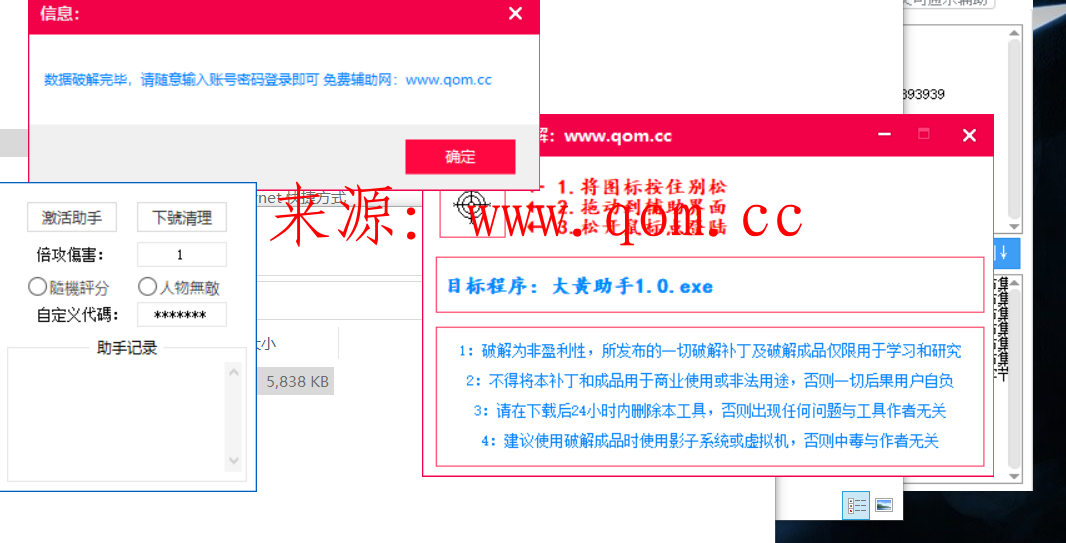 信息:
数据破解完毕，请随意输入账号密码登录即可 免费辅助网：www.qom.cc
确定
393939
解：www.qom.cc
net 快捷方式
← 1.将图标按住别松
← 2.拖动到辅助界面
← 3.松开鼠标点登陆
来源：www.qom.cc
激活助手
下號清理
倍攻傷害：
1
隨機評分
人物無敵
自定义代碼：
*******
助手记录
大小
5,838 KB
目标程序：大黄助手1.0.exe
1：破解为非盈利性，所发布的一切破解补丁及破解成品仅限用于学习和研究
2：不得将本补丁和成品用于商业使用或非法用途，否则一切后果用户自负
3：请在下载后24小时内删除本工具，否则出现任何问题与工具作者无关
4：建议使用破解成品时使用影子系统或虚拟机，否则中毒与作者无关